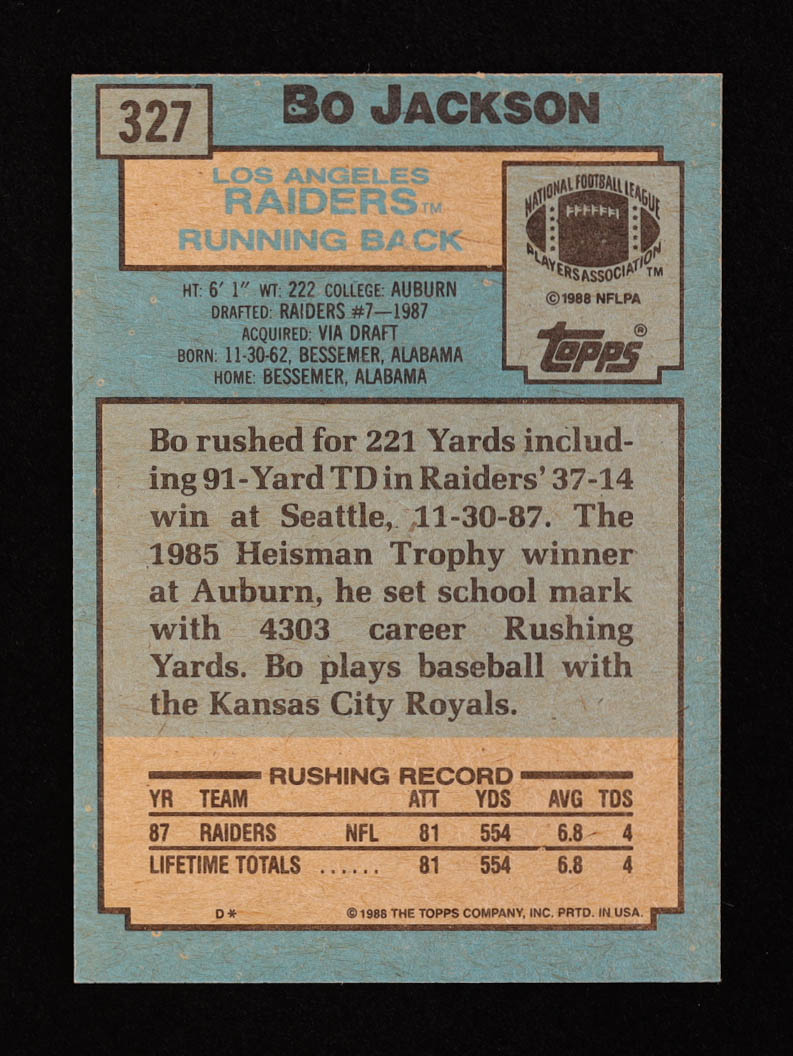 327
BO JACKSON
LOS ANGELES
RAIDERS TM
RUNNING BACK
NATIONAL FOOTBALL LEAGUE
PLAYERS ASSOCIATION TM
© 1988 NFLPA
Topps®
HT: 6' 1" WT: 222 COLLEGE: AUBURN
DRAFTED: RAIDERS #7—1987
ACQUIRED: VIA DRAFT
BORN: 11-30-62, BESSEMER, ALABAMA
HOME: BESSEMER, ALABAMA
Bo rushed for 221 Yards includ-
ing 91-Yard TD in Raiders' 37-14
win at Seattle, 11-30-87. The
1985 Heisman Trophy winner
at Auburn, he set school mark
with 4303 career Rushing
Yards. Bo plays baseball with
the Kansas City Royals.
RUSHING RECORD
YR TEAM ATT YDS AVG TDS
87 RAIDERS NFL 81 554 6.8 4
LIFETIME TOTALS ...... 81 554 6.8 4
D* © 1988 THE TOPPS COMPANY, INC. PRTD. IN USA.